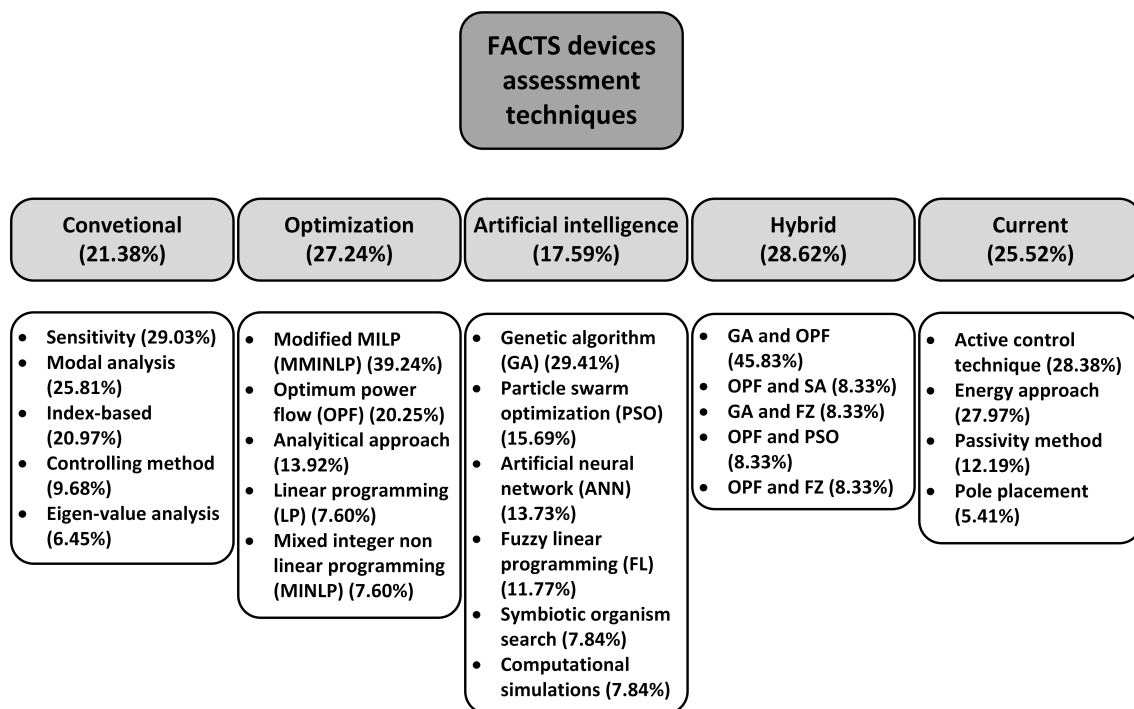 FACTS devices
assessment
techniques
Convetional
(21.38%)
Optimization
(27.24%)
Artificial intelligence
(17.59%)
Hybrid
(28.62%)
Current
(25.52%)
• Sensitivity (29.03%)
• Modal analysis
(25.81%)
• Index-based
(20.97%)
• Controlling method
(9.68%)
• Eigen-value analysis
(6.45%)
• Modified MILP
(MMINLP) (39.24%)
• Optimum power
flow (OPF) (20.25%)
• Analyitical approach
(13.92%)
• Linear programming
(LP) (7.60%)
• Mixed integer non
linear programming
(MINLP) (7.60%)
• Genetic algorithm
(GA) (29.41%)
• Particle swarm
optimization (PSO)
(15.69%)
• Artificial neural
network (ANN)
(13.73%)
• Fuzzy linear
programming (FL)
(11.77%)
• Symbiotic organism
search (7.84%)
• Computational
simulations (7.84%)
• GA and OPF
(45.83%)
• OPF and SA (8.33%)
• GA and FZ (8.33%)
• OPF and PSO
(8.33%)
• OPF and FZ (8.33%)
• Active control
technique (28.38%)
• Energy approach
(27.97%)
• Passivity method
(12.19%)
• Pole placement
(5.41%)